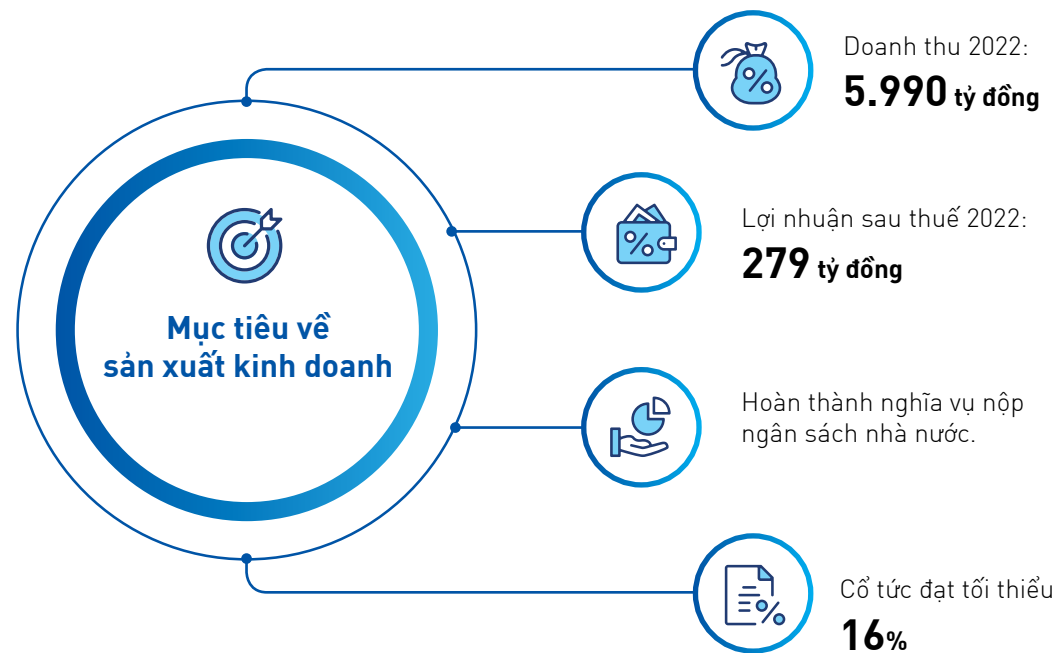 Doanh thu 2022:
5.990 tỷ đồng
Lợi nhuận sau thuế 2022:
279 tỷ đồng
Mục tiêu về
sản xuất kinh doanh
Hoàn thành nghĩa vụ nộp
ngân sách nhà nước.
Cổ tức đạt tối thiểu
16%